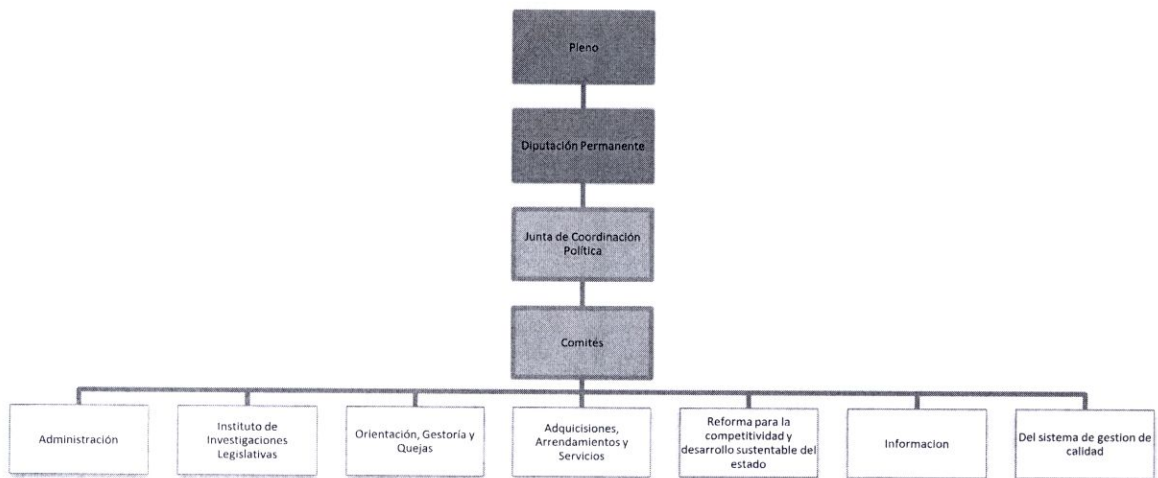 Pleno
Diputación Permanente
Junta de Coordinación
Política
Comités
Administración
Instituto de
Investigaciones
Legislativas
Orientación, Gestoría y
Quejas
Adquicisiones,
Arrendamientos y
Servicios
Reforma para la
competitividad y
desarrollo sustentable del
estado
Informacion
Del sistema de gestion de
calidad